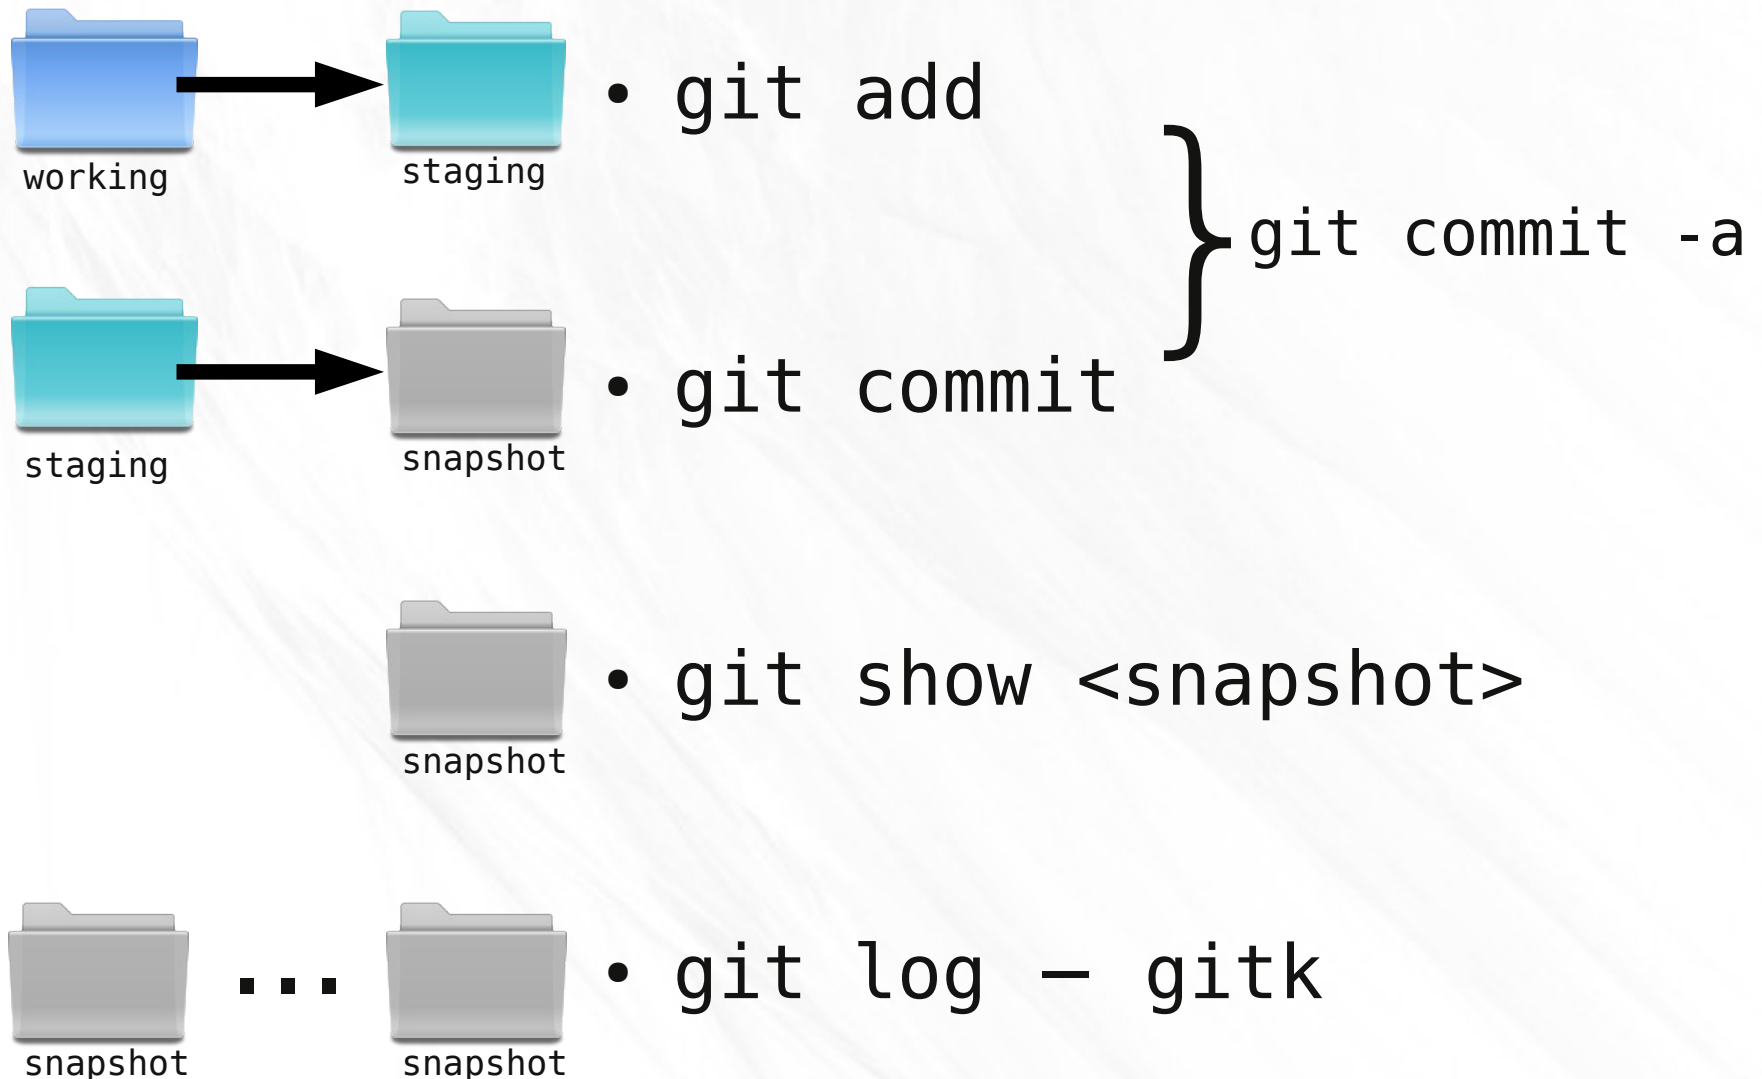 • git add
working
staging
} git commit -a
• git commit
staging
snapshot
• git show <snapshot>
snapshot
... • git log – gitk
snapshot
snapshot